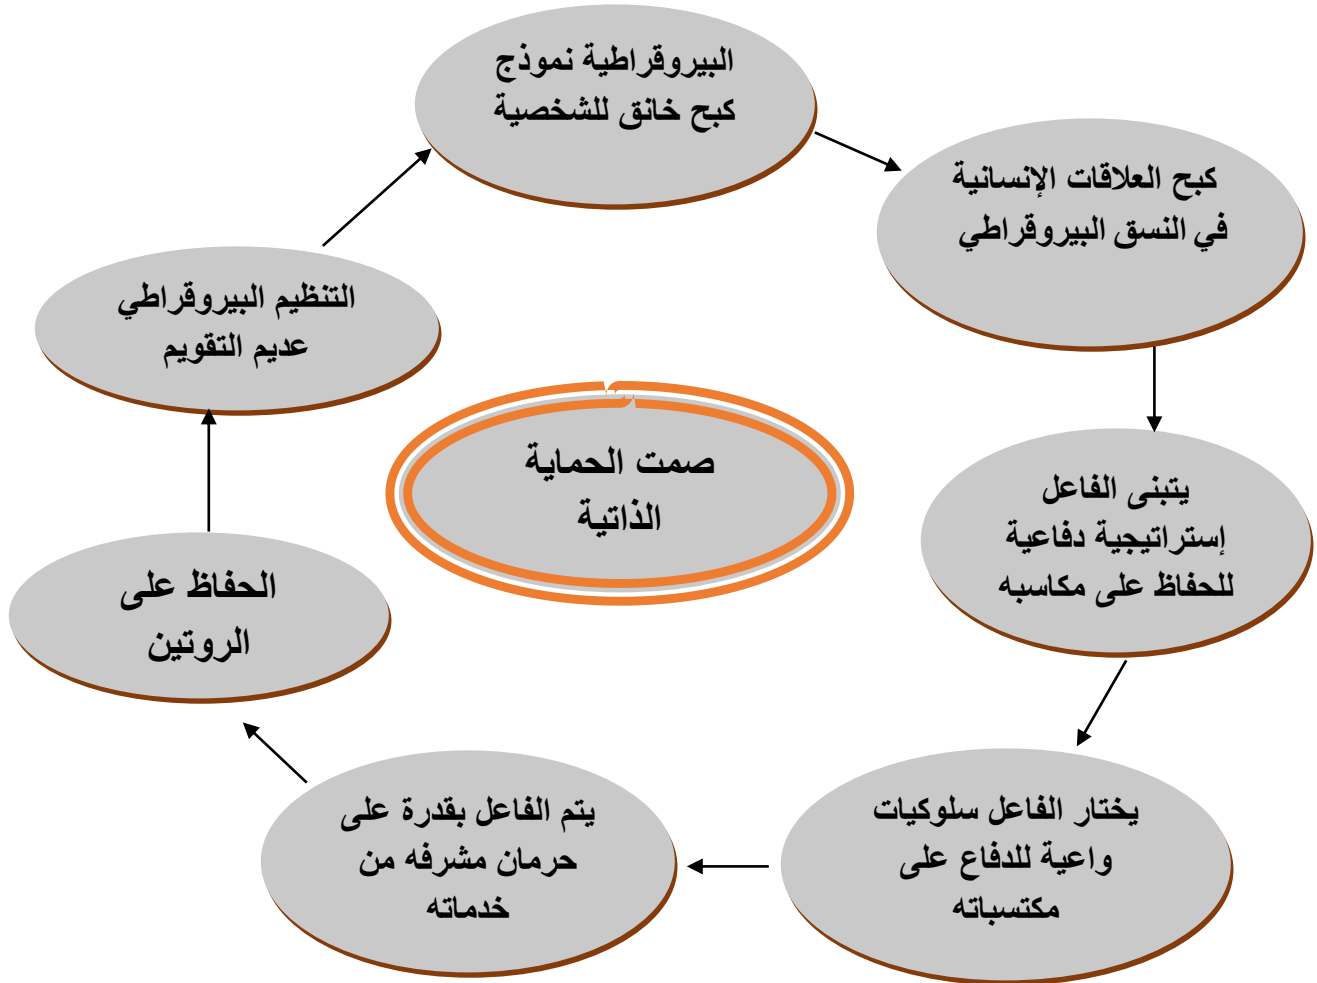 البيروقراطية نموذج
كبح خانق للشخصية
كبح العلاقات الإنسانية
في النسق البيروقراطي
يتبنى الفاعل
إستراتيجية دفاعية
للحفاظ على مكاسبه
يختار الفاعل سلوكيات
واعية للدفاع على
مكتسباته
يتم الفاعل بقدرة على
حرمان مشرفه من
خدماته
الحفاظ على
الروتين
التنظيم البيروقراطي
عديم التقويم
صمت الحماية
الذاتية